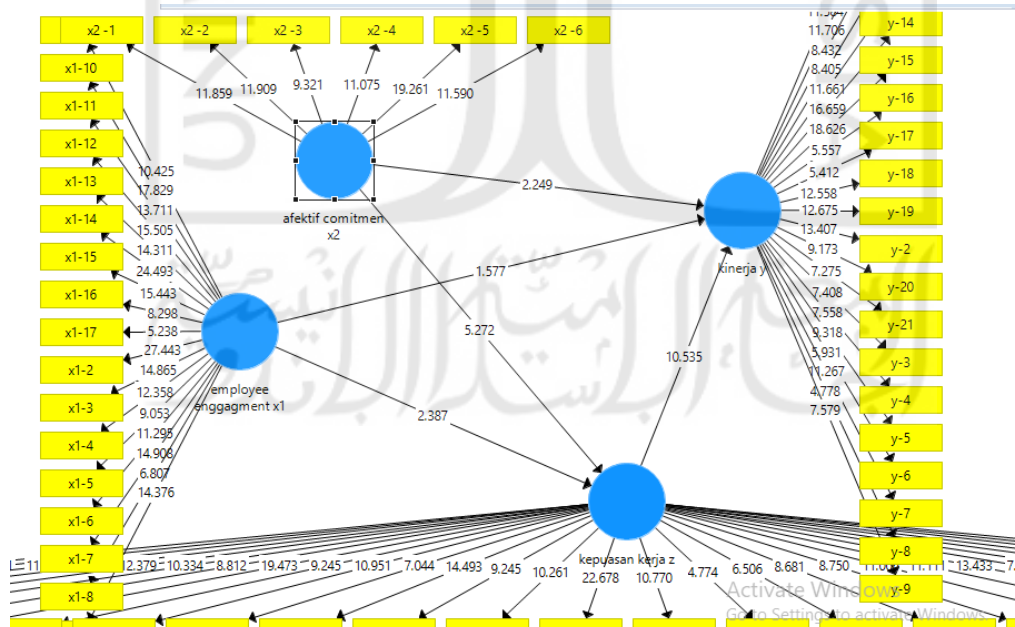 x2 -1
x2 -2
x2 -3
x2 -4
x2 -5
x2 -6
11.859
11.909
9.321
11.075
19.261
11.590
x1-10
x1-11
x1-12
x1-13
x1-14
x1-15
x1-16
x1-17
x1-2
x1-3
x1-4
x1-5
x1-6
x1-7
x1-8
10.425
17.829
13.711
15.505
14.311
24.493
15.443
8.298
5.238
27.443
14.865
12.358
9.053
11.295
14.908
6.807
14.376
afektif comitmen
x2
employee
enggagment x1
2.249
1.577
5.272
2.387
10.535
kinerja y
11.706
8.432
8.405
11.661
16.659
18.626
5.557
5.412
12.558
12.675
13.407
9.173
7.275
7.408
7.558
9.318
5.931
11.267
4.778
7.579
y-14
y-15
y-16
y-17
y-18
y-19
y-2
y-20
y-21
y-3
y-4
y-5
y-6
y-7
y-8
y-9
kepuasan kerja z
12.379
10.334
8.812
19.473
9.245
10.951
7.044
14.493
9.245
10.261
22.678
10.770
4.774
6.506
8.681
8.750
13.433
Activate Windows
Go to Settings to activate Windows.